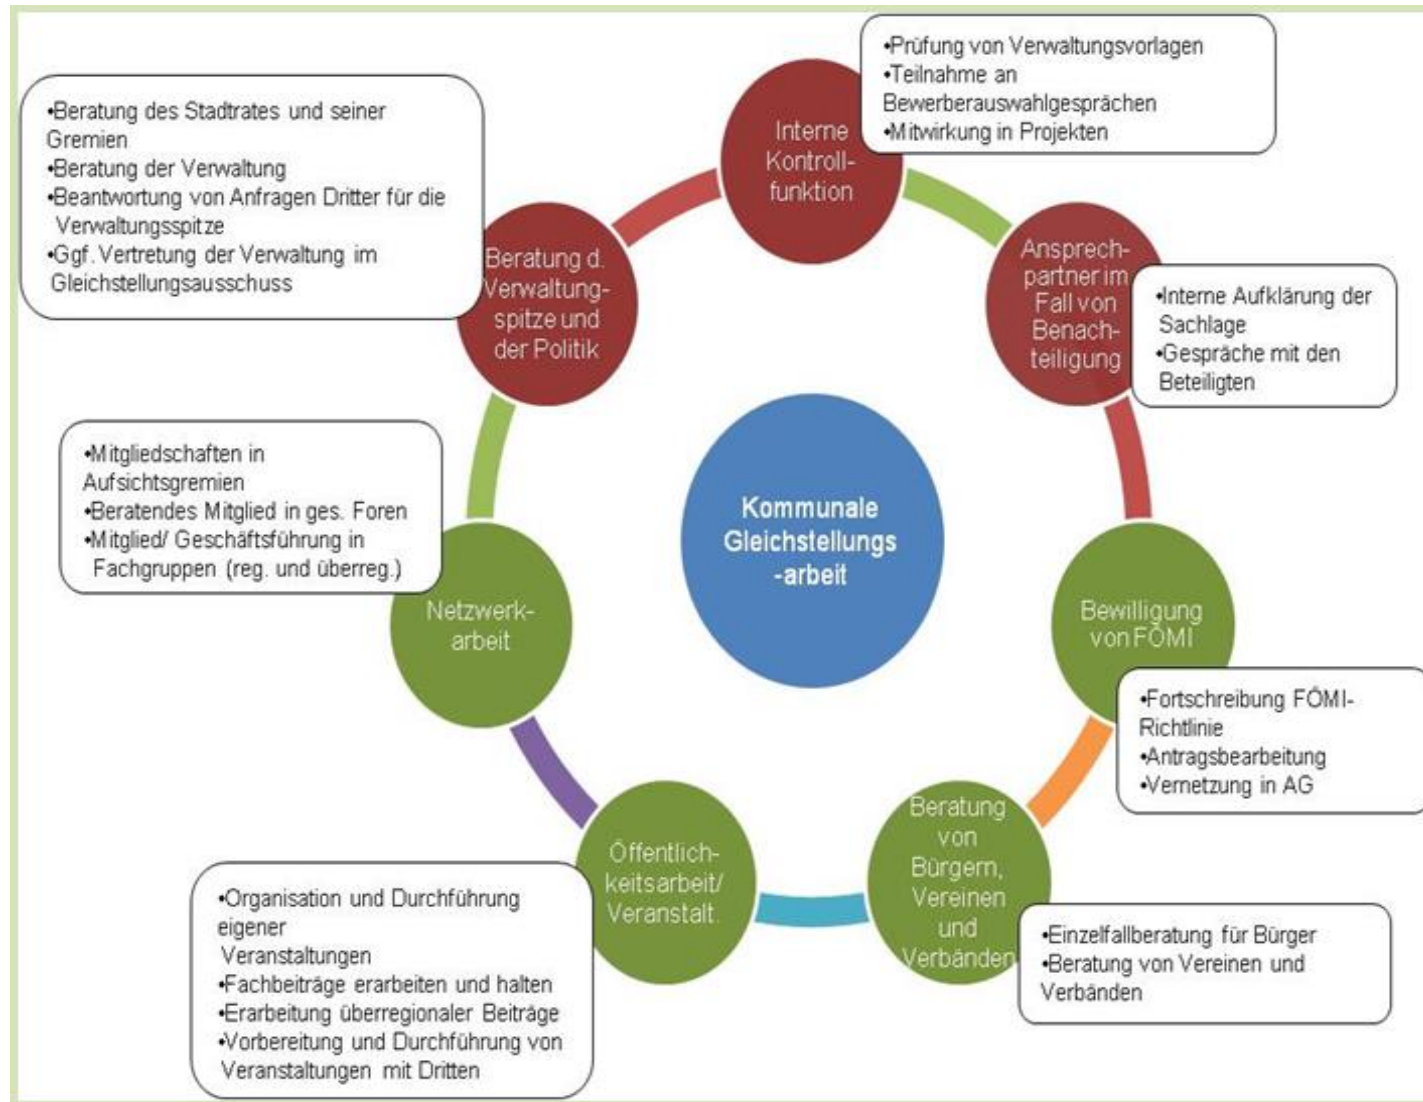 •Prüfung von Verwaltungsvorlagen
•Teilnahme an
Bewerberauswahlgesprächen
•Mitwirkung in Projekten
Interne
Kontroll-
funktion
•Beratung des Stadtrates und seiner
Gremien
•Beratung der Verwaltung
•Beantwortung von Anfragen Dritter für die
Verwaltungsspitze
•Ggf. Vertretung der Verwaltung im
Gleichstellungsausschuss
Beratung d.
Verwaltung-
spitze und
der Politik
Ansprech-
partner im
Fall von
Benach-
teiligung
•Interne Aufklärung der
Sachlage
•Gespräche mit den
Beteiligten
•Mitgliedschaften in
Aufsichtsgremien
•Beratendes Mitglied in ges. Foren
•Mitglied/ Geschäftsführung in
Fachgruppen (reg. und überreg.)
Netzwerk-
arbeit
Kommunale
Gleichstellungs
-arbeit
Bewilligung
von FÖMI
•Fortschreibung FÖMI-
Richtlinie
•Antragsbearbeitung
•Vernetzung in AG
Öffentlich-
keitsarbeit/
Veranstalt.
•Organisation und Durchführung
eigener
Veranstaltungen
•Fachbeiträge erarbeiten und halten
•Erarbeitung überregionaler Beiträge
•Vorbereitung und Durchführung von
Veranstaltungen mit Dritten
Beratung
von
Bürgern,
Vereinen
und
Verbänden
•Einzelfallberatung für Bürger
•Beratung von Vereinen und
Verbänden